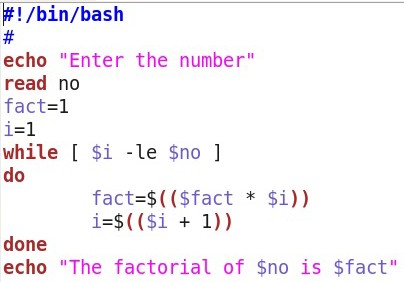 #!/bin/bash
#
echo "Enter the number"
read no
fact=1
i=1
while [ $i -le $no ]
do
        fact=$(($fact * $i))
        i=$(($i + 1))
done
echo "The factorial of $no is $fact"